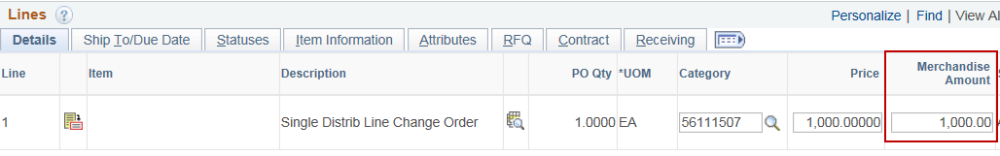 Lines ? Personalize | Find | View Al
Details Ship To/Due Date Statuses Item Information Attributes RFQ Contract Receiving
Line Item Description PO Qty *UOM Category Price Merchandise
Amount
1 Single Distrib Line Change Order 1.0000 EA 56111507 1,000.00000 1,000.00